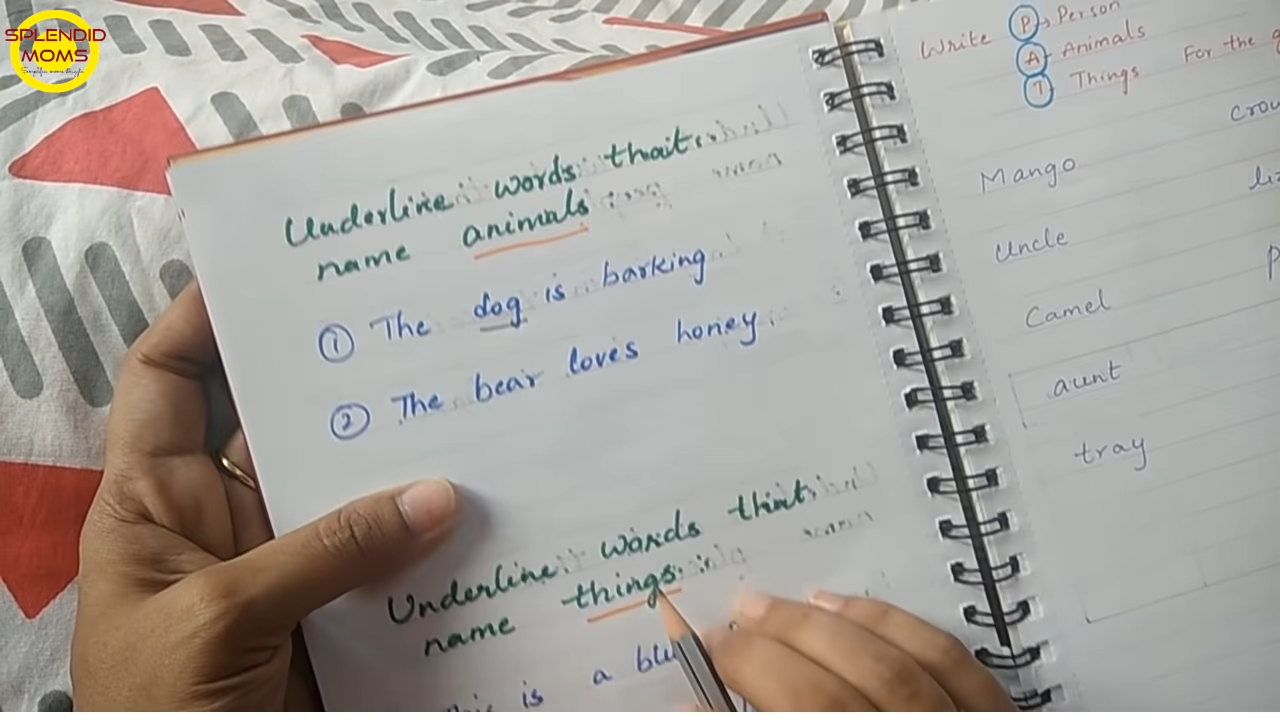 SPLENDID
MOMS
Underline words that
name animals
① The dog is barking
② The bear loves honey.
Underline words that
name things.
is a
Write P → Person
A → Animals
T Things For the
Mango
Uncle
Camel
aunt
tray